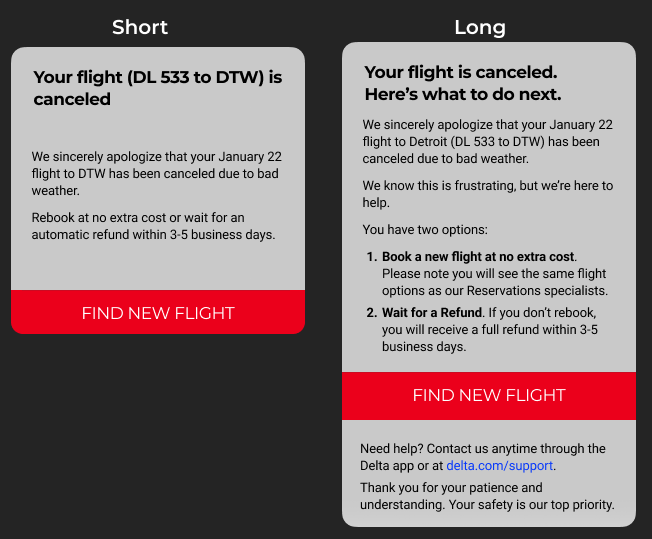 Short
Your flight (DL 533 to DTW) is
canceled
We sincerely apologize that your January 22
flight to DTW has been canceled due to bad
weather.
Rebook at no extra cost or wait for an
automatic refund within 3-5 business days.
FIND NEW FLIGHT
Long
Your flight is canceled.
Here’s what to do next.
We sincerely apologize that your January 22
flight to Detroit (DL 533 to DTW) has been
canceled due to bad weather.
We know this is frustrating, but we’re here to
help.
You have two options:
1. Book a new flight at no extra cost.
Please note you will see the same flight
options as our Reservations specialists.
2. Wait for a Refund. If you don’t rebook,
you will receive a full refund within 3-5
business days.
FIND NEW FLIGHT
Need help? Contact us anytime through the
Delta app or at delta.com/support.
Thank you for your patience and
understanding. Your safety is our top priority.